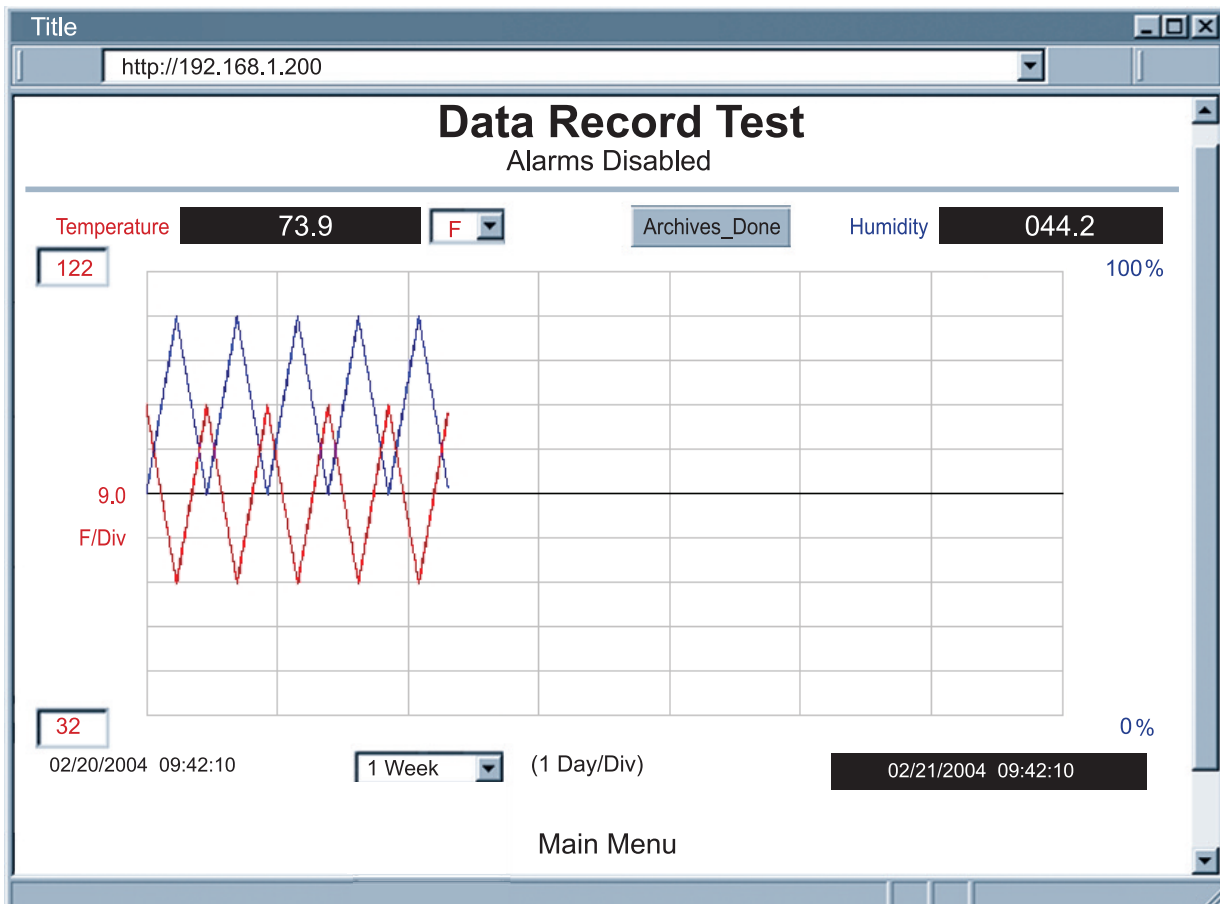 Title
http://192.168.1.200
Data Record Test
Alarms Disabled
Temperature 73.9 F Archives_Done Humidity 044.2
122 100%
9.0
F/Div
32 0%
02/20/2004 09:42:10 1 Week (1 Day/Div) 02/21/2004 09:42:10
Main Menu